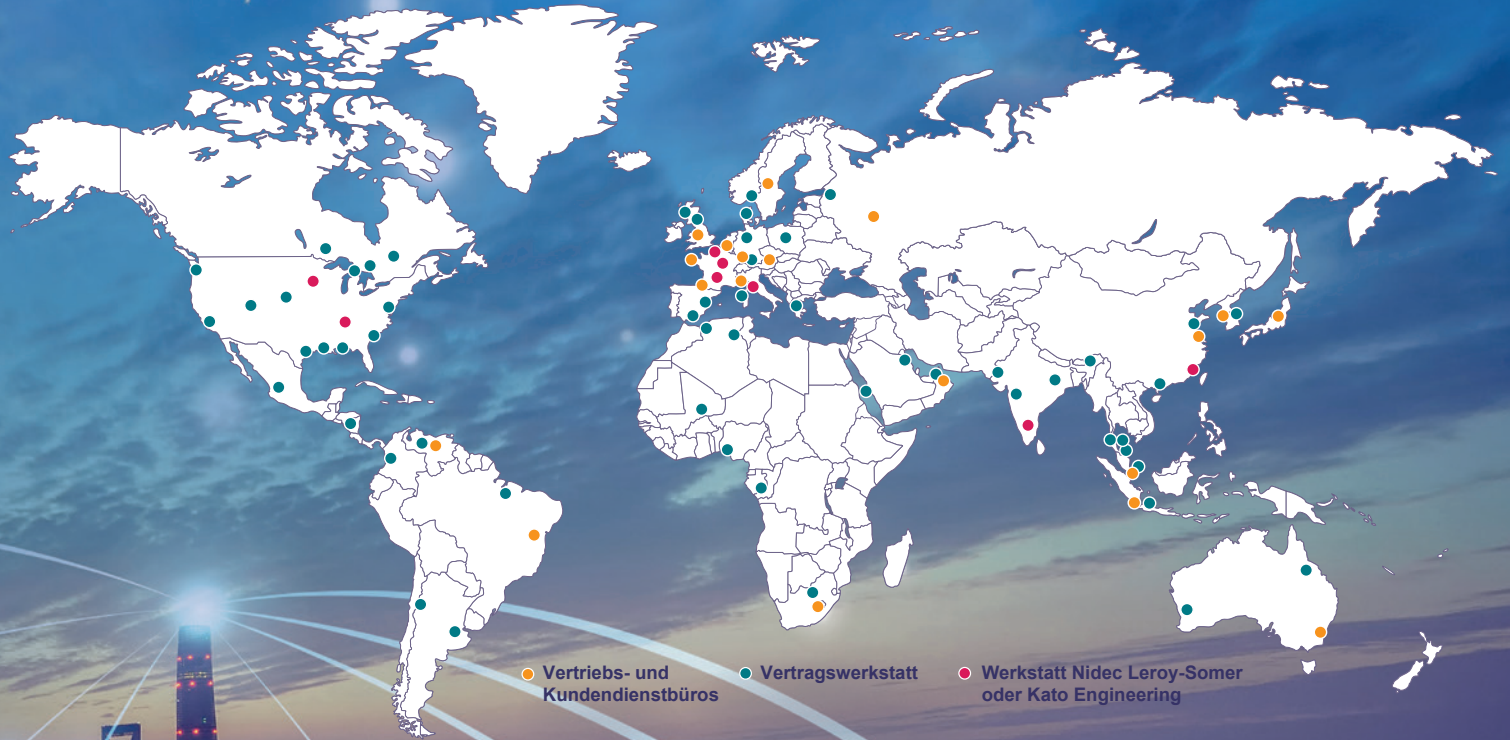 Vertriebs- und
Kundendienstbüros
Vertragswerkstatt
Werkstatt Nidec Leroy-Somer
oder Kato Engineering